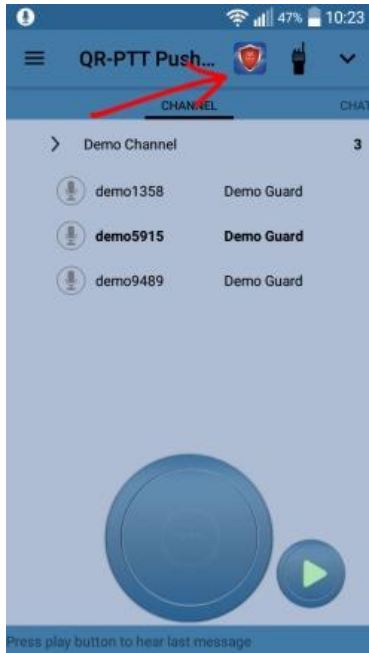 47% 10:23
QR-PTT Push...
CHANNEL CHAT
Demo Channel 3
demo1358 Demo Guard
demo5915 Demo Guard
demo9489 Demo Guard
Press play button to hear last message